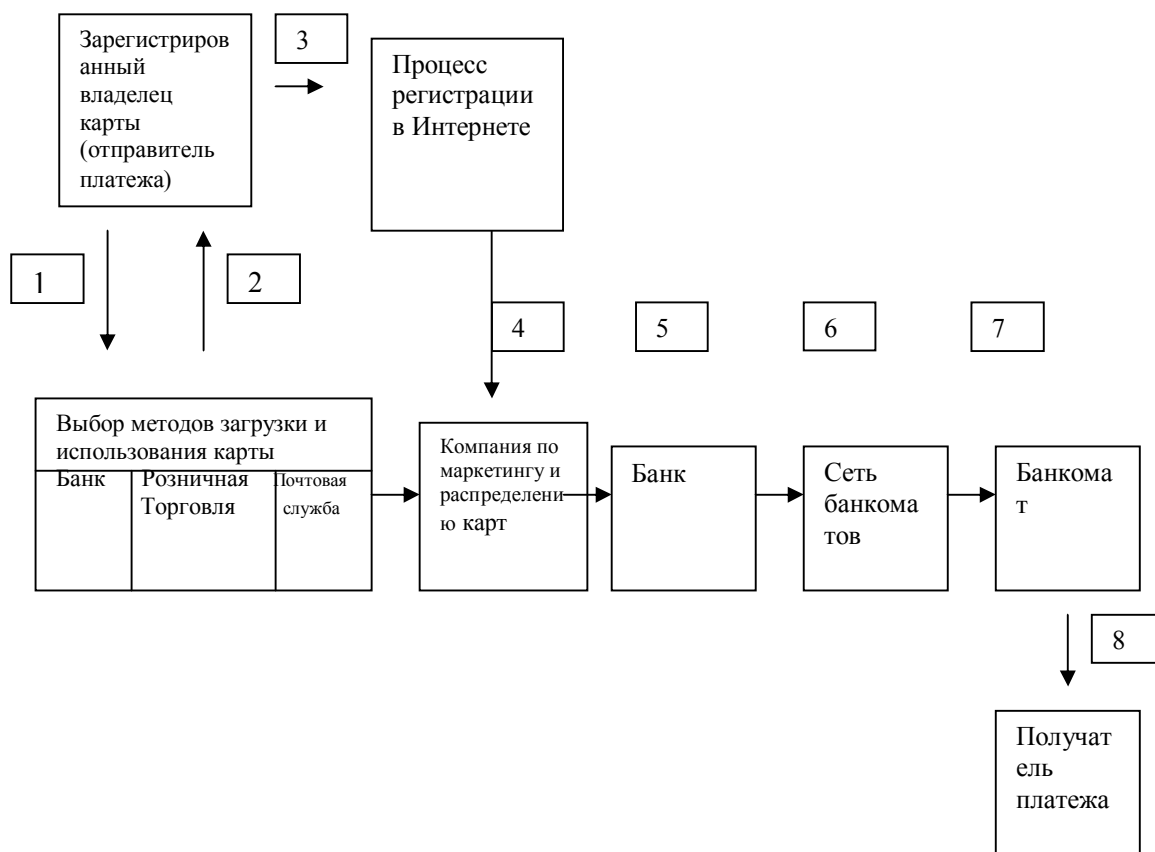 Зарегистриров
анный
владелец
карты
(отправитель
платежа)
3
Процесс
регистрации
в Интернете
1
2
4
5
6
7
Выбор методов загрузки и
использования карты
Банк
Розничная
Торговля
Почтовая
служба
Компания по
маркетингу и
распределени
ю карт
Банк
Сеть
банкома
тов
Банкома
т
8
Получат
ель
платежа